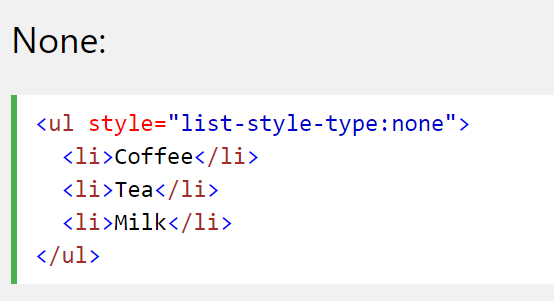 None:
<ul style="list-style-type:none">
<li>Coffee</li>
<li>Tea</li>
<li>Milk</li>
</ul>